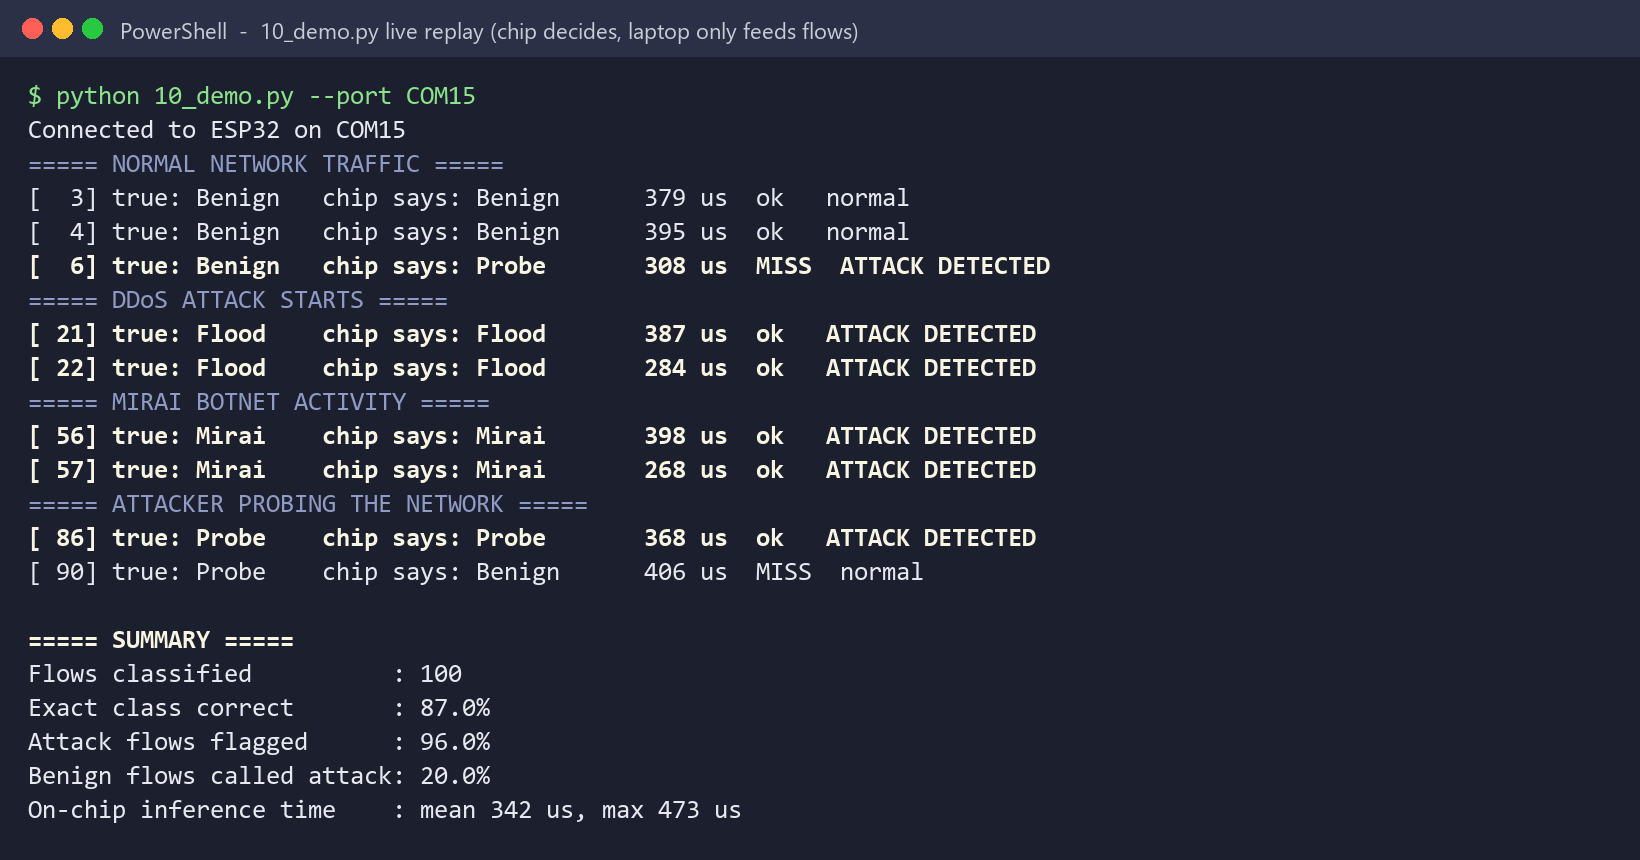 PowerShell - 10_demo.py live replay (chip decides, laptop only feeds flows)
$ python 10_demo.py --port COM15
Connected to ESP32 on COM15
===== NORMAL NETWORK TRAFFIC =====
[  3] true: Benign   chip says: Benign      379 us  ok   normal
[  4] true: Benign   chip says: Benign      395 us  ok   normal
[  6] true: Benign   chip says: Probe       308 us  MISS  ATTACK DETECTED
===== DDoS ATTACK STARTS =====
[ 21] true: Flood    chip says: Flood       387 us  ok   ATTACK DETECTED
[ 22] true: Flood    chip says: Flood       284 us  ok   ATTACK DETECTED
===== MIRAI BOTNET ACTIVITY =====
[ 56] true: Mirai    chip says: Mirai       398 us  ok   ATTACK DETECTED
[ 57] true: Mirai    chip says: Mirai       268 us  ok   ATTACK DETECTED
===== ATTACKER PROBING THE NETWORK =====
[ 86] true: Probe    chip says: Probe       368 us  ok   ATTACK DETECTED
[ 90] true: Probe    chip says: Benign      406 us  MISS  normal
===== SUMMARY =====
Flows classified          : 100
Exact class correct       : 87.0%
Attack flows flagged      : 96.0%
Benign flows called attack: 20.0%
On-chip inference time    : mean 342 us, max 473 us